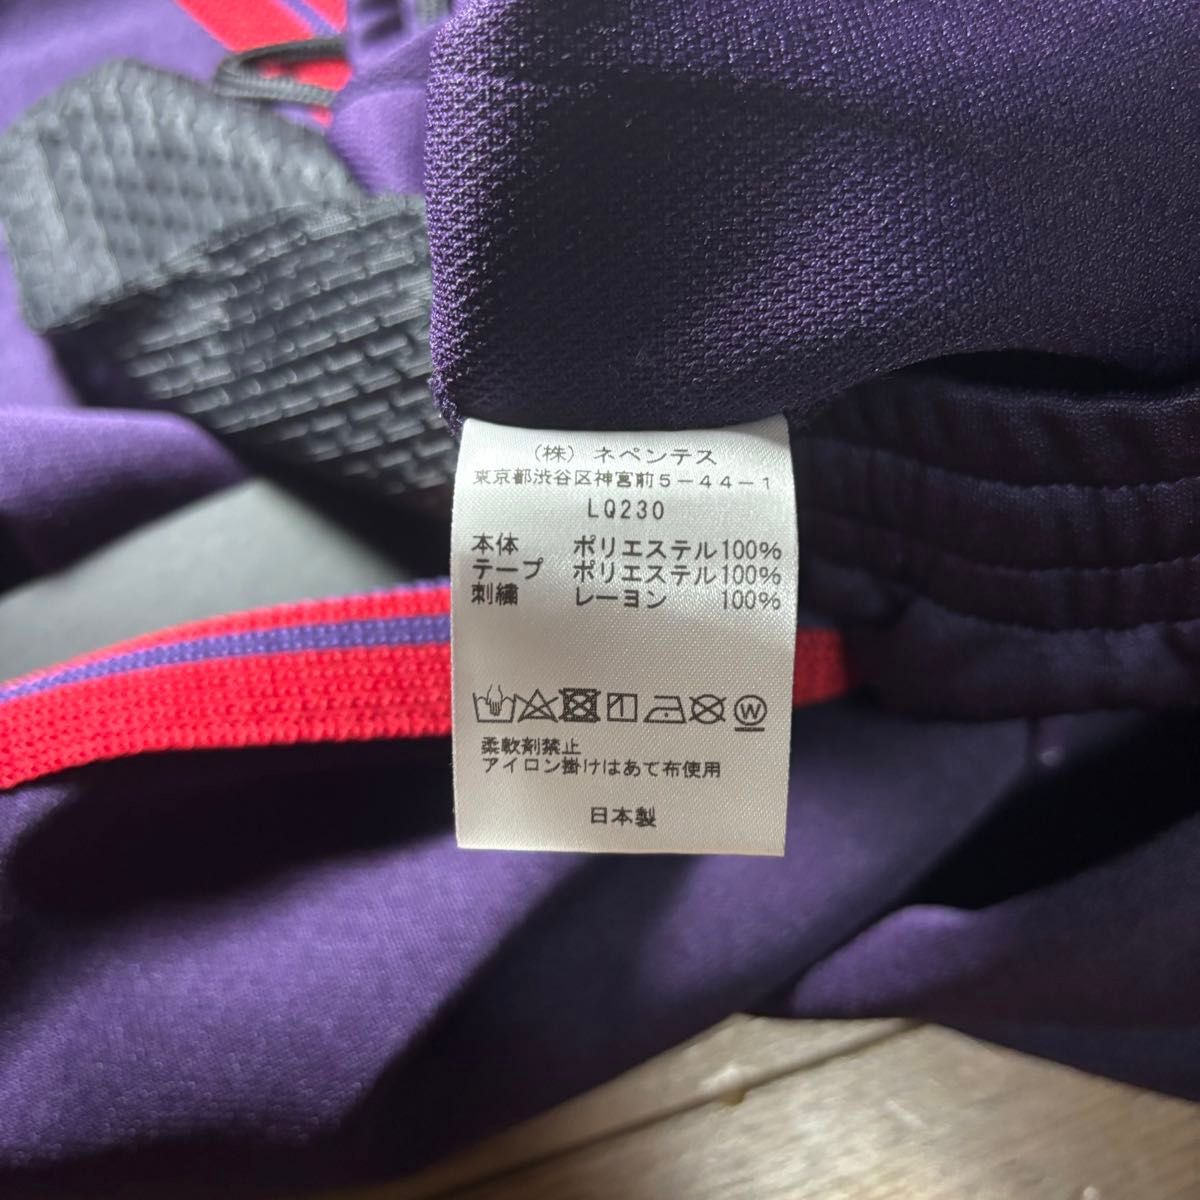 (株) ネペンテス
東京都渋谷区神宮前5-44-1
LQ230
本体 ポリエステル100%
テープ ポリエステル100%
刺繍 レーヨン 100%
W
柔軟剤禁止
アイロン掛けはあて布使用
日本製